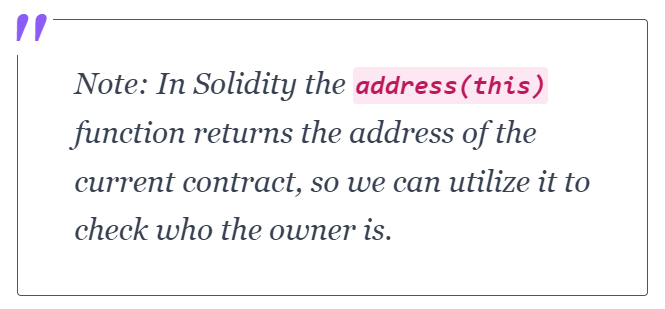 Note: In Solidity the address(this)
function returns the address of the
current contract, so we can utilize it to
check who the owner is.